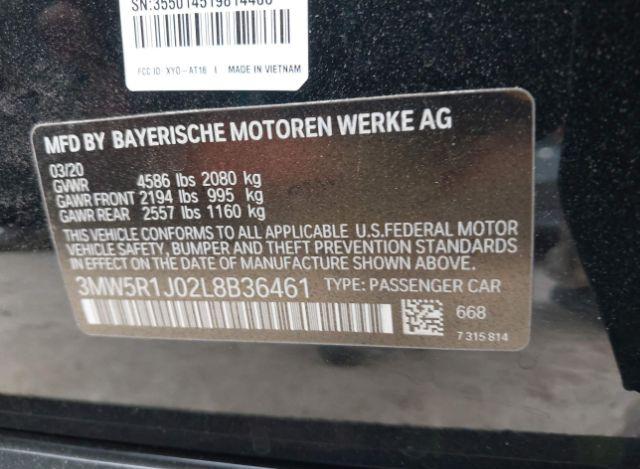 SN:355014519814400
FCC ID: XYO-AT16 I MADE IN VIETNAM
MFD BY BAYERISCHE MOTOREN WERKE AG
03/20
GVWR 4586 lbs 2080 kg
GAWR FRONT 2194 lbs 995 kg
GAWR REAR 2557 lbs 1160 kg
THIS VEHICLE CONFORMS TO ALL APPLICABLE U.S.FEDERAL MOTOR
VEHICLE SAFETY, BUMPER AND THEFT PREVENTION STANDARDS
IN EFFECT ON THE DATE OF MANUFACTURE SHOWN ABOVE:
3MW5R1J02L8B36461 TYPE: PASSENGER CAR
668
7 315 814